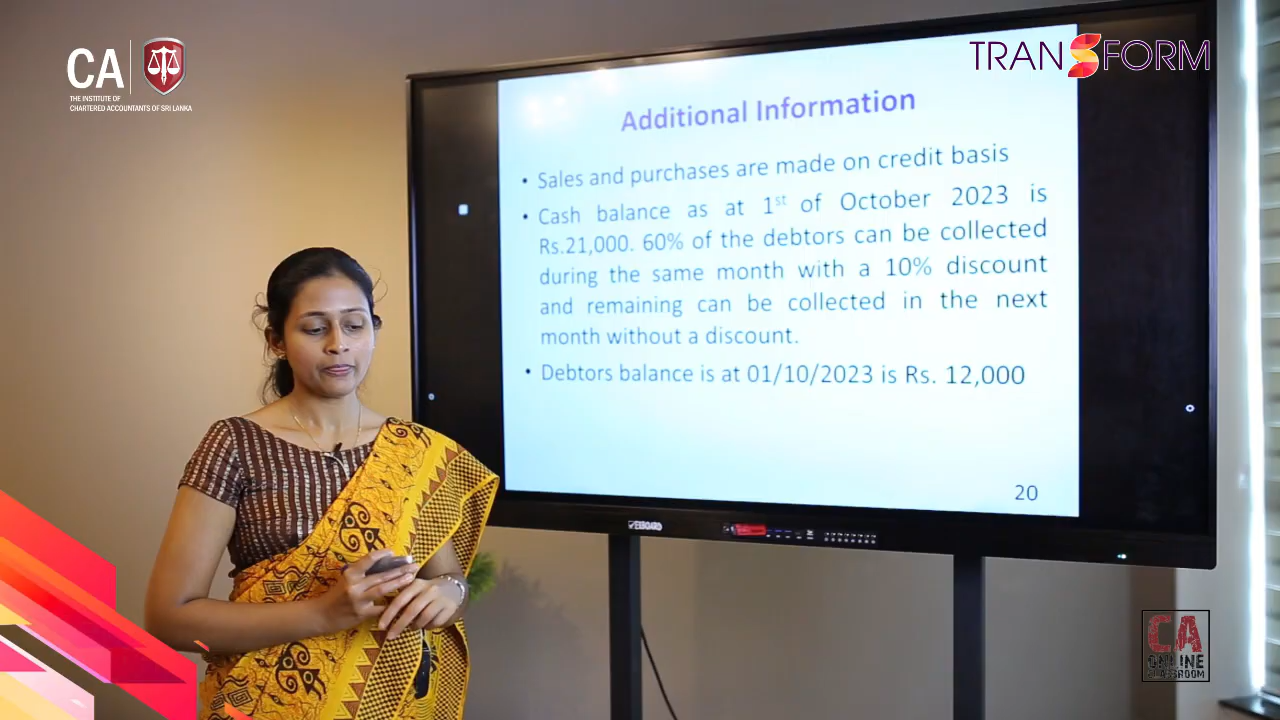 CA
THE INSTITUTE OF
CHARTERED ACCOUNTANTS OF SRI LANKA
TRANSFORM
Additional Information
• Sales and purchases are made on credit basis
• Cash balance as at 1st of October 2023 is
Rs.21,000. 60% of the debtors can be collected
during the same month with a 10% discount
and remaining can be collected in the next
month without a discount.
• Debtors balance is at 01/10/2023 is Rs. 12,000
20
CA
ONLINE
CLASSROOM